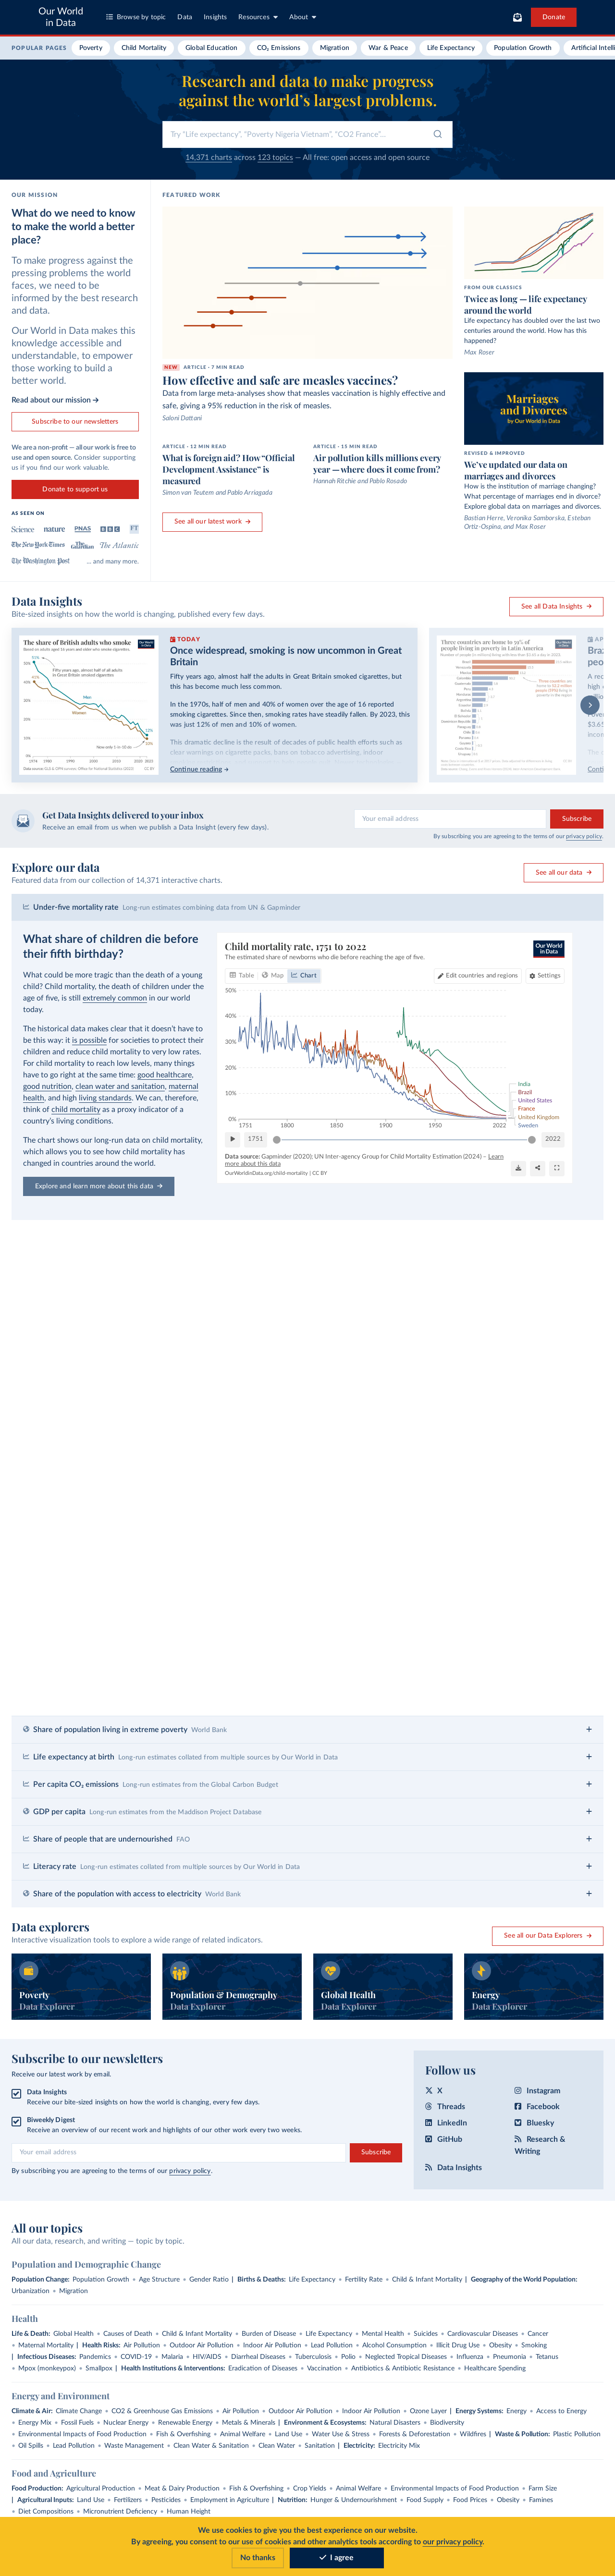 Our World
in Data
Browse by topic
Data
Insights
Resources
About
Donate
POPULAR PAGES
Poverty
Child Mortality
Global Education
CO₂ Emissions
Migration
War & Peace
Life Expectancy
Population Growth
Artificial Intelli
Research and data to make progress
against the world's largest problems.
Try "Life expectancy", "Poverty Nigeria Vietnam", "CO2 France"...
14,371 charts across 123 topics — All free: open access and open source
OUR MISSION
What do we need to know
to make the world a better
place?
To make progress against the
pressing problems the world
faces, we need to be
informed by the best research
and data.
Our World in Data makes this
knowledge accessible and
understandable, to empower
those working to build a
better world.
Read about our mission →
Subscribe to our newsletters
We are a non-profit — all our work is free to
use and open source. Consider supporting
us if you find our work valuable.
Donate to support us
AS SEEN ON
Science
nature
PNAS
BBC
FT
The New York Times
The Guardian
The Atlantic
The Washington Post
... and many more.
FEATURED WORK
NEW ARTICLE · 7 MIN READ
How effective and safe are measles vaccines?
Data from large meta-analyses show that measles vaccination is highly effective and
safe, giving a 95% reduction in the risk of measles.
Saloni Dattani
ARTICLE · 12 MIN READ
What is foreign aid? How "Official
Development Assistance" is
measured
Simon van Teutem and Pablo Arriagada
ARTICLE · 15 MIN READ
Air pollution kills millions every
year — where does it come from?
Hannah Ritchie and Pablo Rosado
See all our latest work →
FROM OUR CLASSICS
Twice as long — life expectancy
around the world
Life expectancy has doubled over the last two
centuries around the world. How has this
happened?
Max Roser
Marriages
and Divorces
by Our World in Data
REVISED & IMPROVED
We've updated our data on
marriages and divorces
How is the institution of marriage changing?
What percentage of marriages end in divorce?
Explore global data on marriages and divorces.
Bastian Herre, Veronika Samborska, Esteban
Ortiz-Ospina, and Max Roser
Data Insights
Bite-sized insights on how the world is changing, published every few days.
See all Data Insights →
The share of British adults who smoke
Fifty years ago, almost half of all adults
in Great Britain smoked cigarettes
Men
Women
Now only 1 in 10 do
TODAY
Once widespread, smoking is now uncommon in Great
Britain
Fifty years ago, almost half the adults in Great Britain smoked cigarettes, but
this has become much less common.
In the 1970s, half of men and 40% of women over the age of 16 reported
smoking cigarettes. Since then, smoking rates have steadily fallen. By 2023, this
was just 12% of men and 10% of women.
This dramatic decline is the result of decades of public health efforts such as
clear warnings on cigarette packs, bans on tobacco advertising, indoor
Continue reading →
Three countries are home to 59% of
people living in poverty in Latin America
AP
Braz
peo
A rec
high
$3.65
incom
Conti
Get Data Insights delivered to your inbox
Receive an email from us when we publish a Data Insight (every few days).
Your email address
Subscribe
By subscribing you are agreeing to the terms of our privacy policy.
Explore our data
Featured data from our collection of 14,371 interactive charts.
See all our data →
Under-five mortality rate Long-run estimates combining data from UN & Gapminder
What share of children die before
their fifth birthday?
What could be more tragic than the death of a young
child? Child mortality, the death of children under the
age of five, is still extremely common in our world
today.
The historical data makes clear that it doesn't have to
be this way: it is possible for societies to protect their
children and reduce child mortality to very low rates.
For child mortality to reach low levels, many things
have to go right at the same time: good healthcare,
good nutrition, clean water and sanitation, maternal
health, and high living standards. We can, therefore,
think of child mortality as a proxy indicator of a
country's living conditions.
The chart shows our long-run data on child mortality,
which allows you to see how child mortality has
changed in countries around the world.
Explore and learn more about this data →
Child mortality rate, 1751 to 2022
The estimated share of newborns who die before reaching the age of five.
Our World
in Data
Table
Map
Chart
Edit countries and regions
Settings
50%
40%
30%
20%
10%
0%
1751 1800 1850 1900 1950 2022
India
Brazil
United States
France
United Kingdom
Sweden
1751
2022
Data source: Gapminder (2020); UN Inter-agency Group for Child Mortality Estimation (2024) – Learn
more about this data
OurWorldinData.org/child-mortality | CC BY
Share of population living in extreme poverty World Bank +
Life expectancy at birth Long-run estimates collated from multiple sources by Our World in Data +
Per capita CO₂ emissions Long-run estimates from the Global Carbon Budget +
GDP per capita Long-run estimates from the Maddison Project Database +
Share of people that are undernourished FAO +
Literacy rate Long-run estimates collated from multiple sources by Our World in Data +
Share of the population with access to electricity World Bank +
Data explorers
Interactive visualization tools to explore a wide range of related indicators.
See all our Data Explorers →
Poverty
Data Explorer
Population & Demography
Data Explorer
Global Health
Data Explorer
Energy
Data Explorer
Subscribe to our newsletters
Receive our latest work by email.
Data Insights
Receive our bite-sized insights on how the world is changing, every few days.
Biweekly Digest
Receive an overview of our recent work and highlights of our other work every two weeks.
Your email address
Subscribe
By subscribing you are agreeing to the terms of our privacy policy.
Follow us
X
Instagram
Threads
Facebook
LinkedIn
Bluesky
GitHub
Research &
Writing
Data Insights
All our topics
All our data, research, and writing — topic by topic.
Population and Demographic Change
Population Change: Population Growth • Age Structure • Gender Ratio | Births & Deaths: Life Expectancy • Fertility Rate • Child & Infant Mortality | Geography of the World Population:
Urbanization • Migration
Health
Life & Death: Global Health • Causes of Death • Child & Infant Mortality • Burden of Disease • Life Expectancy • Mental Health • Suicides • Cardiovascular Diseases • Cancer
• Maternal Mortality | Health Risks: Air Pollution • Outdoor Air Pollution • Indoor Air Pollution • Lead Pollution • Alcohol Consumption • Illicit Drug Use • Obesity • Smoking
| Infectious Diseases: Pandemics • COVID-19 • Malaria • HIV/AIDS • Diarrheal Diseases • Tuberculosis • Polio • Neglected Tropical Diseases • Influenza • Pneumonia • Tetanus
• Mpox (monkeypox) • Smallpox | Health Institutions & Interventions: Eradication of Diseases • Vaccination • Antibiotics & Antibiotic Resistance • Healthcare Spending
Energy and Environment
Climate & Air: Climate Change • CO2 & Greenhouse Gas Emissions • Air Pollution • Outdoor Air Pollution • Indoor Air Pollution • Ozone Layer | Energy Systems: Energy • Access to Energy
• Energy Mix • Fossil Fuels • Nuclear Energy • Renewable Energy • Metals & Minerals | Environment & Ecosystems: Natural Disasters • Biodiversity
• Environmental Impacts of Food Production • Fish & Overfishing • Animal Welfare • Land Use • Water Use & Stress • Forests & Deforestation • Wildfires | Waste & Pollution: Plastic Pollution
• Oil Spills • Lead Pollution • Waste Management • Clean Water & Sanitation • Clean Water • Sanitation | Electricity: Electricity Mix
Food and Agriculture
Food Production: Agricultural Production • Meat & Dairy Production • Fish & Overfishing • Crop Yields • Animal Welfare • Environmental Impacts of Food Production • Farm Size
| Agricultural Inputs: Land Use • Fertilizers • Pesticides • Employment in Agriculture | Nutrition: Hunger & Undernourishment • Food Supply • Food Prices • Obesity • Famines
• Diet Compositions • Micronutrient Deficiency • Human Height
We use cookies to give you the best experience on our website.
By agreeing, you consent to our use of cookies and other analytics tools according to our privacy policy.
No thanks
I agree